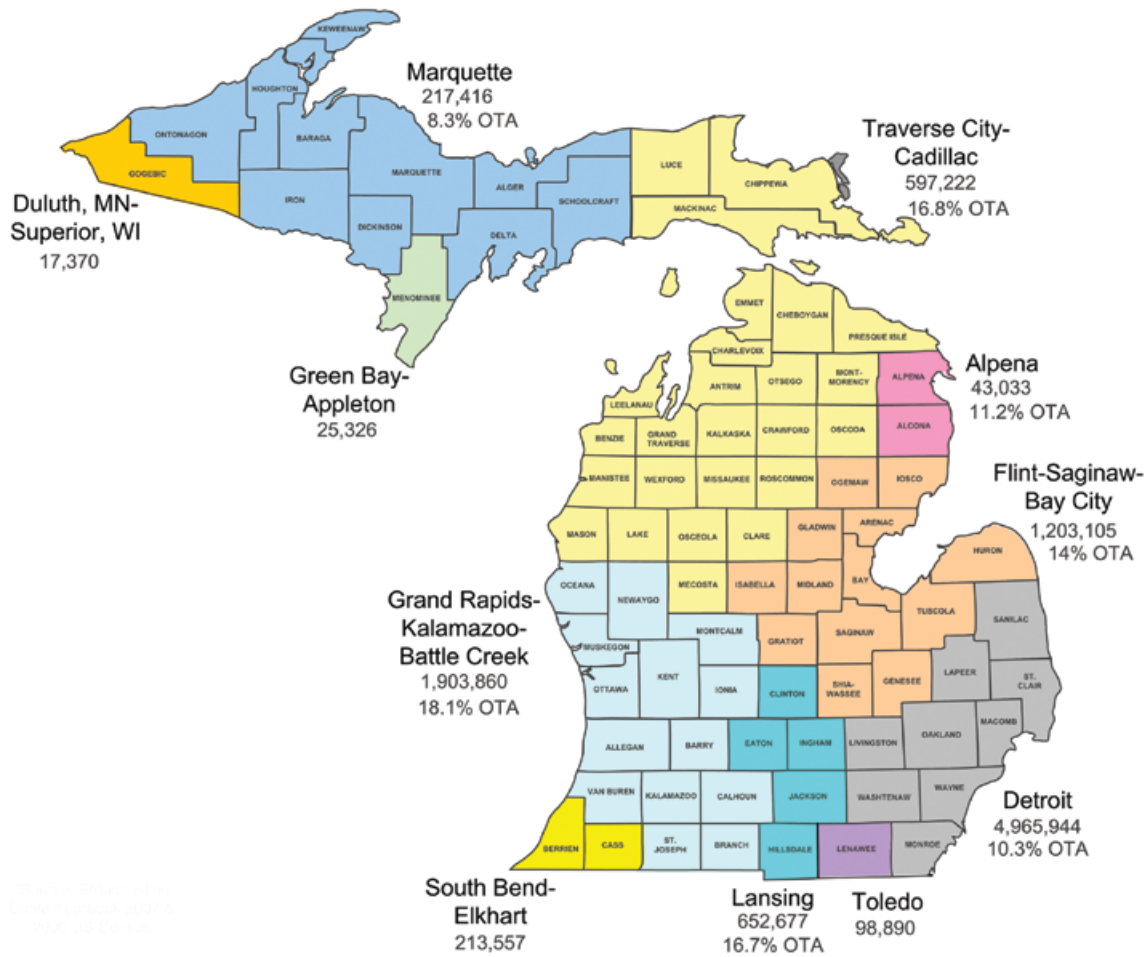 KEWEENAW
HOUGHTON
ONTONAGON
BARAGA
GOGEBIC
MARQUETTE
ALGER
SCHOOLCRAFT
IRON
DICKINSON
DELTA
MENOMINEE
LUCE
CHIPPEWA
MACKINAC
Marquette
217,416
8.3% OTA
Traverse City-
Cadillac
597,222
16.8% OTA
Duluth, MN-
Superior, WI
17,370
Green Bay-
Appleton
25,326
EMMET
CHEBOYGAN
PRESQUE ISLE
CHARLEVOIX
LEELANAU
ANTRIM
OTSEGO
MONT-
MORENCY
ALPENA
BENZIE
GRAND
TRAVERSE
KALKASKA
CRAWFORD
OSCODA
ALCONA
Alpena
43,033
11.2% OTA
MANISTEE
WEXFORD
MISSAUKEE
ROSCOMMON
OGEMAW
IOSCO
Flint-Saginaw-
Bay City
1,203,105
14% OTA
MASON
LAKE
OSCEOLA
CLARE
GLADWIN
ARENAC
HURON
OCEANA
NEWAYGO
MECOSTA
ISABELLA
MIDLAND
BAY
TUSCOLA
SANILAC
Grand Rapids-
Kalamazoo-
Battle Creek
1,903,860
18.1% OTA
MUSKEGON
MONTCALM
GRATIOT
SAGINAW
LAPEER
ST.
CLAIR
OTTAWA
KENT
IONIA
CLINTON
SHIA-
WASSEE
GENESEE
ALLEGAN
BARRY
EATON
INGHAM
LIVINGSTON
OAKLAND
MACOMB
VAN BUREN
KALAMAZOO
CALHOUN
JACKSON
WASHTENAW
WAYNE
Detroit
4,965,944
10.3% OTA
BERRIEN
CASS
ST.
JOSEPH
BRANCH
HILLSDALE
LENAWEE
MONROE
South Bend-
Elkhart
213,557
Lansing
652,677
16.7% OTA
Toledo
98,890